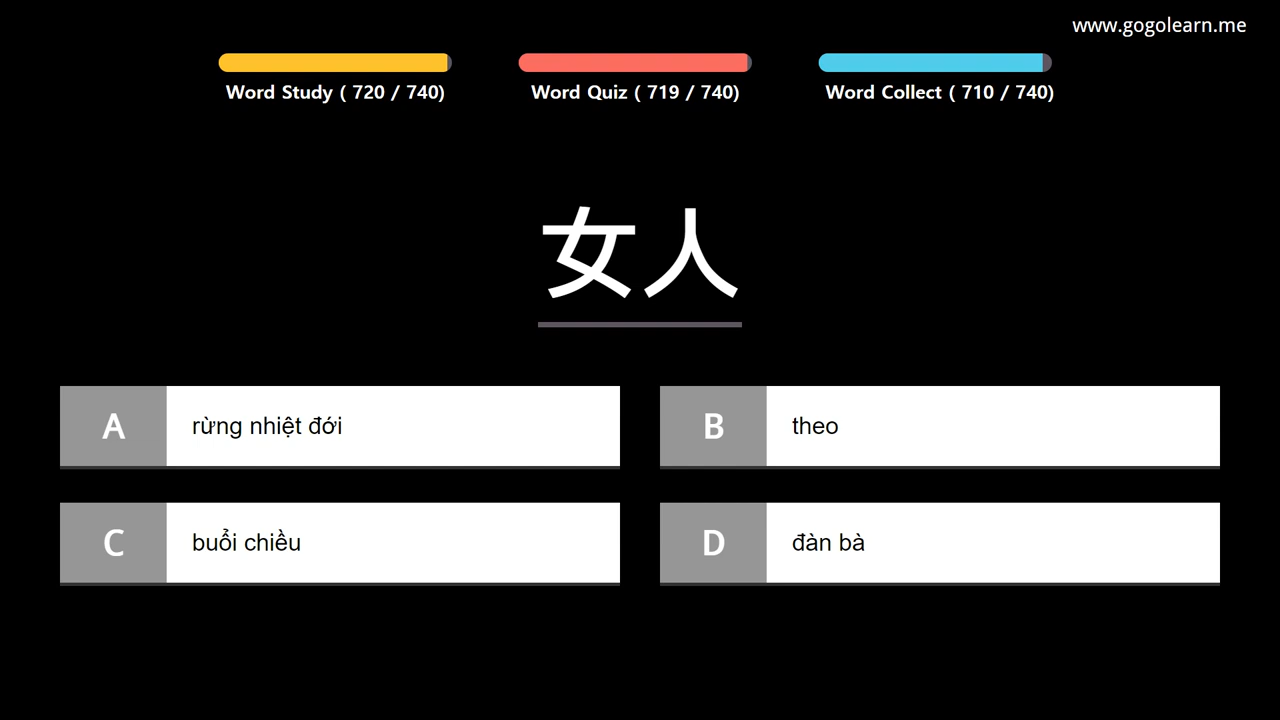 www.gogolearn.me
Word Study ( 720 / 740)
Word Quiz ( 719 / 740)
Word Collect ( 710 / 740)
女人
A rừng nhiệt đới
B theo
C buổi chiều
D đàn bà